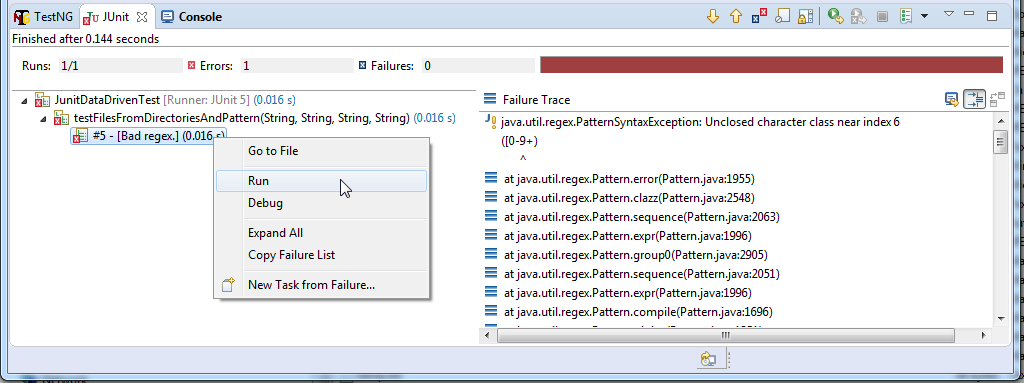 TestNG JUnit Console
Finished after 0.144 seconds
Runs: 1/1 Errors: 1 Failures: 0
JunitDataDrivenTest [Runner: JUnit 5] (0.016 s)
testFilesFromDirectoriesAndPattern(String, String, String, String) (0.016 s)
#5 - [Bad regex.] (0.016 s)
Go to File
Run
Debug
Expand All
Copy Failure List
New Task from Failure...
Failure Trace
java.util.regex.PatternSyntaxException: Unclosed character class near index 6
([0-9+)
^
at java.util.regex.Pattern.error(Pattern.java:1955)
at java.util.regex.Pattern.clazz(Pattern.java:2548)
at java.util.regex.Pattern.sequence(Pattern.java:2063)
at java.util.regex.Pattern.expr(Pattern.java:1996)
at java.util.regex.Pattern.group0(Pattern.java:2905)
at java.util.regex.Pattern.sequence(Pattern.java:2051)
at java.util.regex.Pattern.expr(Pattern.java:1996)
at java.util.regex.Pattern.compile(Pattern.java:1696)